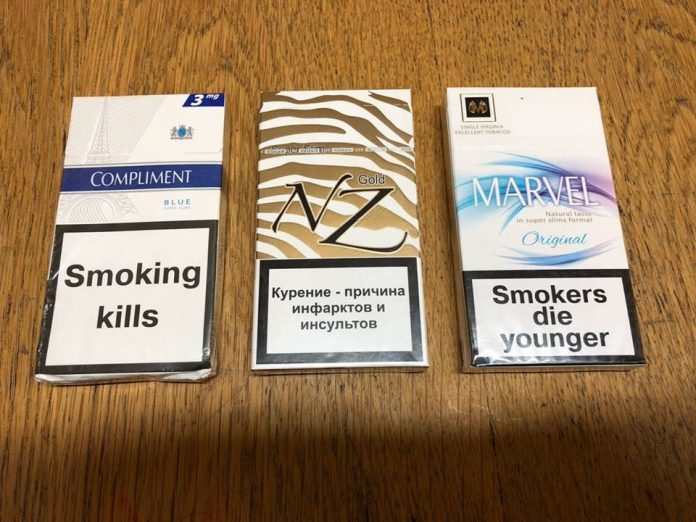 3 mg
COMPLIMENT
BLUE
Smoking
kills
Gold
NZ
Курение - причина
инфарктов и
инсультов
SINGLE VIRGINIA
EXCELLENT TOBACCO
MARVEL
Natural taste
in super slims format
Original
Smokers
die
younger